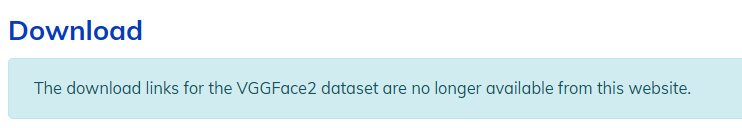 Download
The download links for the VGGFace2 dataset are no longer available from this website.